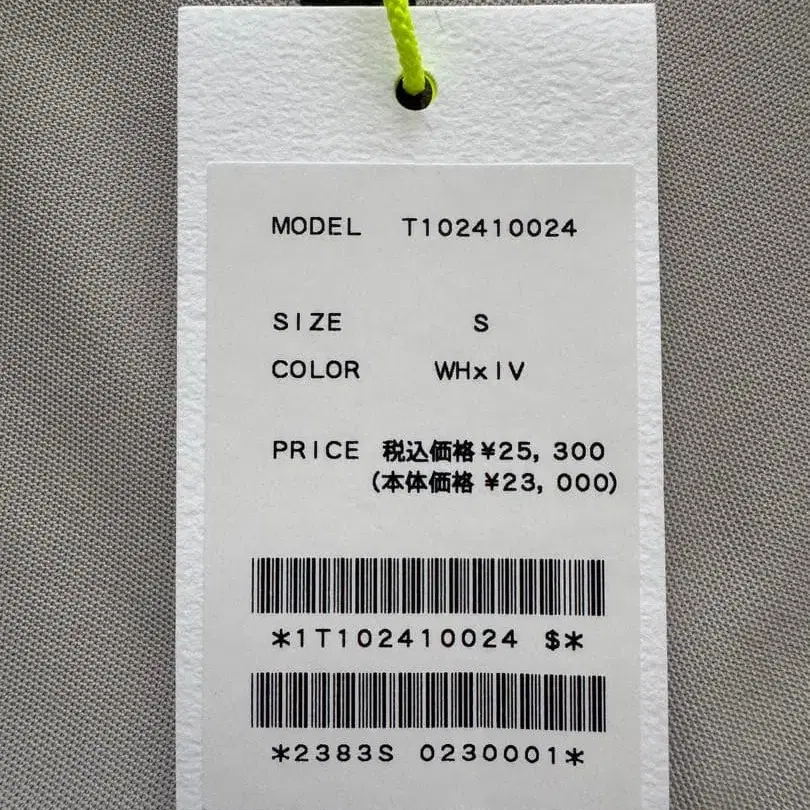 MODEL T102410024
SIZE S
COLOR WHxIV
PRICE 税込価格¥25, 300
(本体価格 ¥23, 000)
*1T102410024 $*
*2383S 0230001*